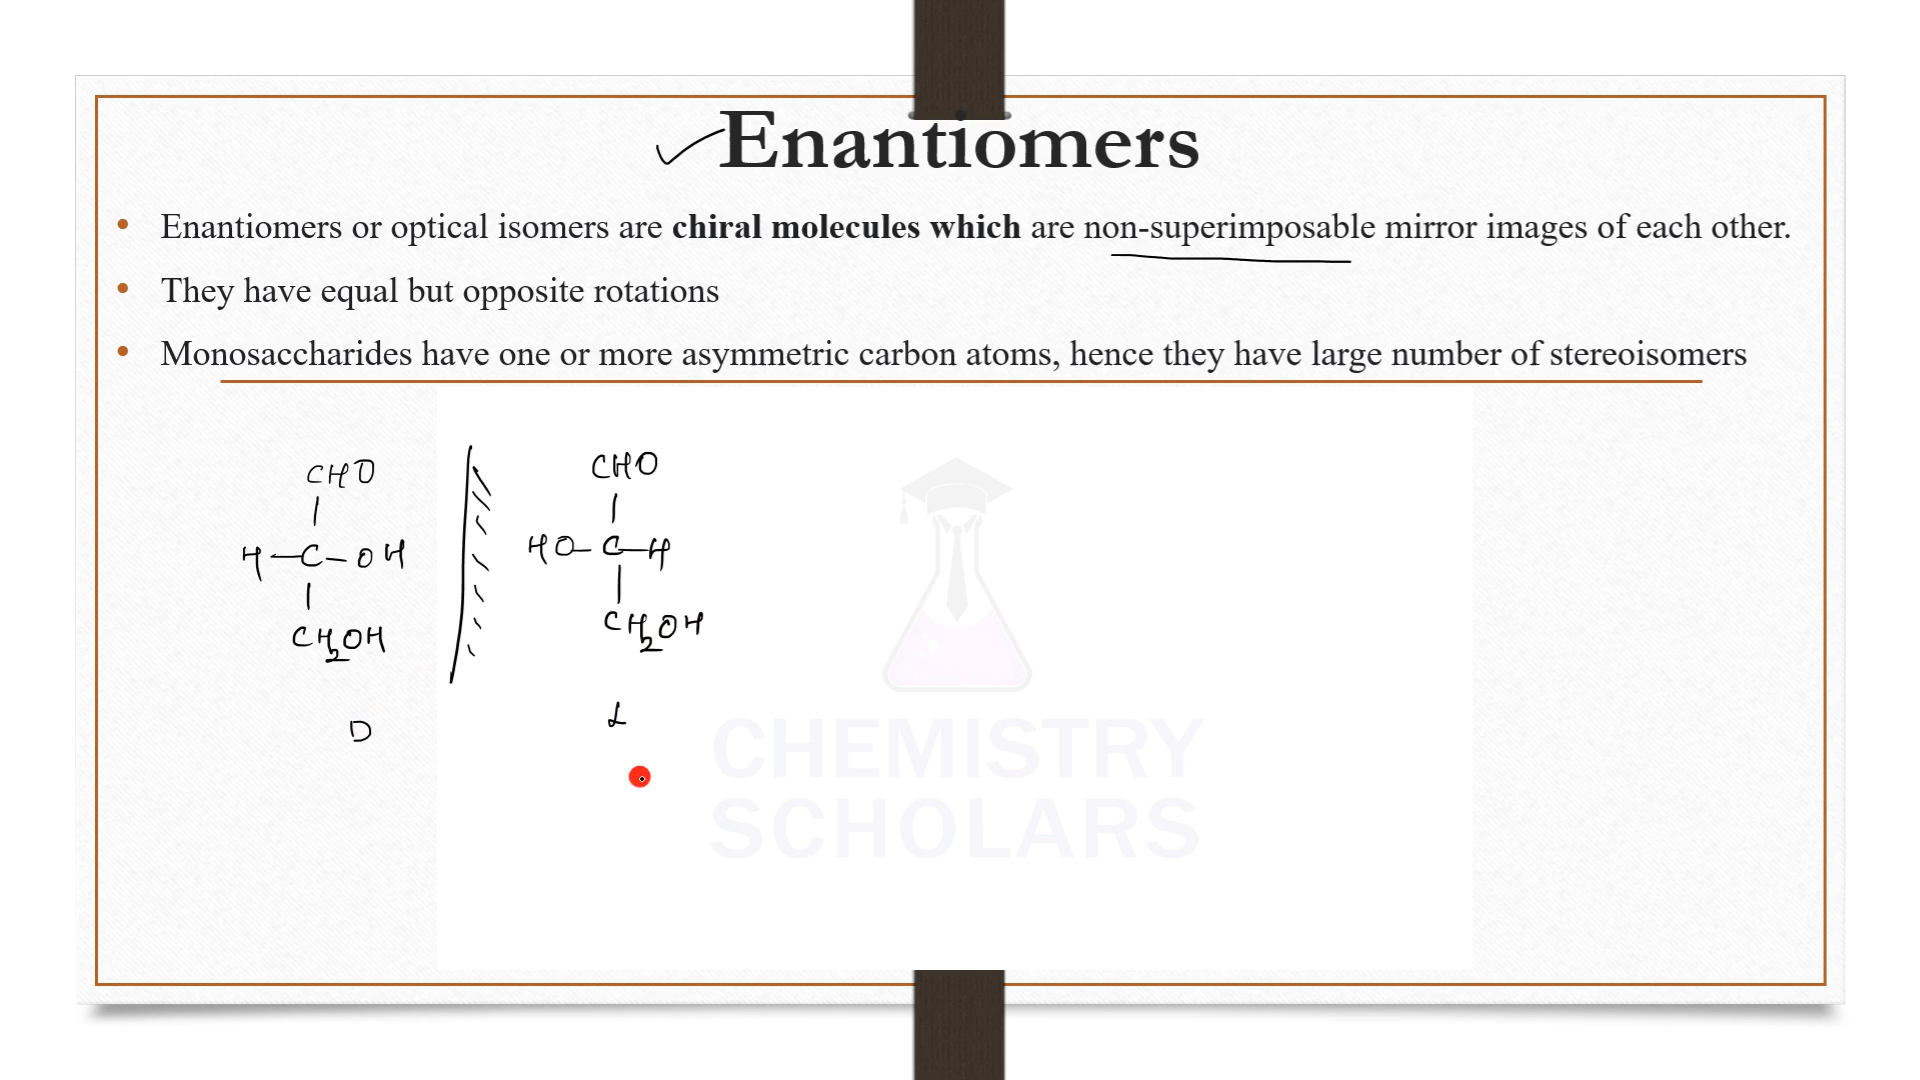 Enantiomers
• Enantiomers or optical isomers are chiral molecules which are non-superimposable mirror images of each other.
• They have equal but opposite rotations
• Monosaccharides have one or more asymmetric carbon atoms, hence they have large number of stereoisomers
CHO
H—C—OH
CH2OH
D
CHO
HO—C—H
CH2OH
L
CHEMISTRY
SCHOLARS